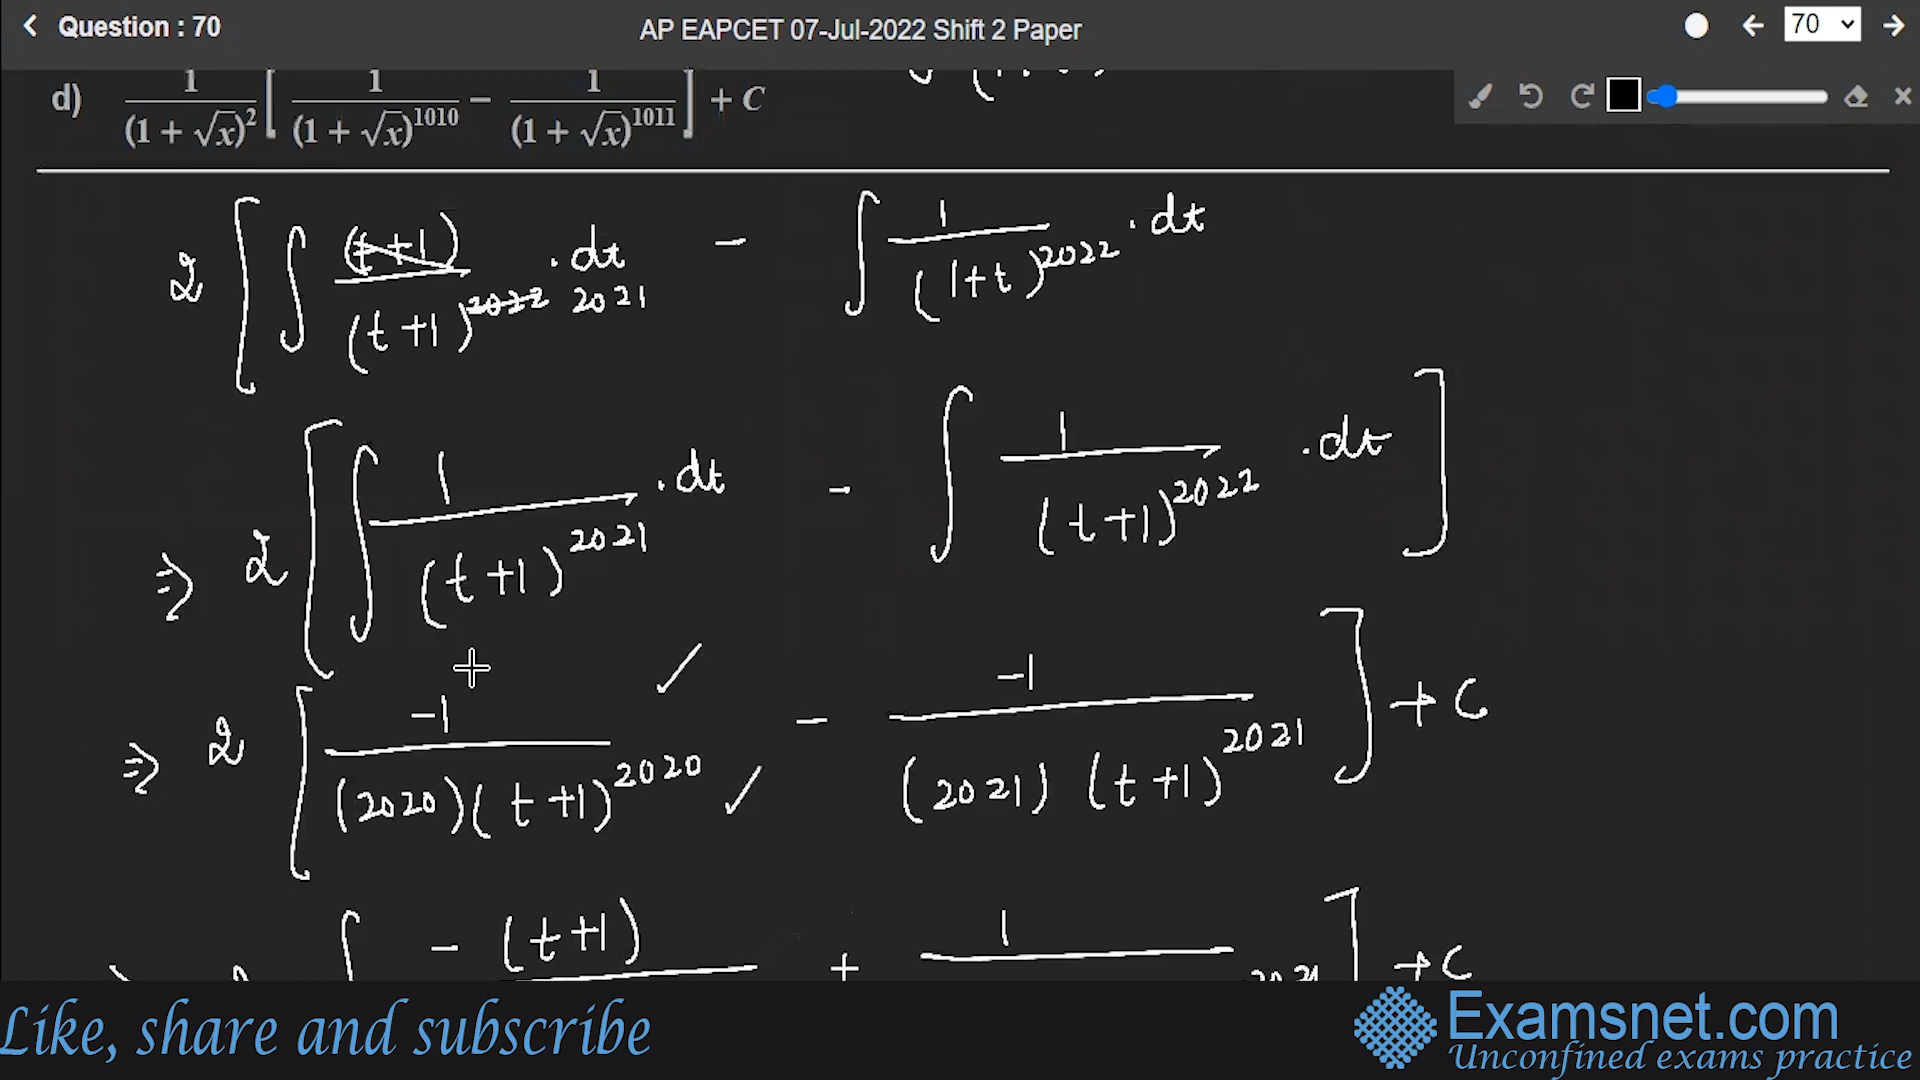 Question : 70
AP EAPCET 07-Jul-2022 Shift 2 Paper
70
d) 1/(1 + √x)² [ 1/(1 + √x)¹⁰¹⁰ − 1/(1 + √x)¹⁰¹¹ ] + C
2 [ ∫ (t+1)/(t+1)^2022 2021 . dt − ∫ 1/(1+t)^2022 . dt
⇒ 2 [ ∫ 1/(t+1)^2021 . dt − ∫ 1/(t+1)^2022 . dt ]
⇒ 2 [ −1/(2020)(t+1)^2020 − −1/(2021)(t+1)^2021 ] + C
− (t+1) + 1 2021 ] + C
Like, share and subscribe
Examsnet.com
Unconfined exams practice